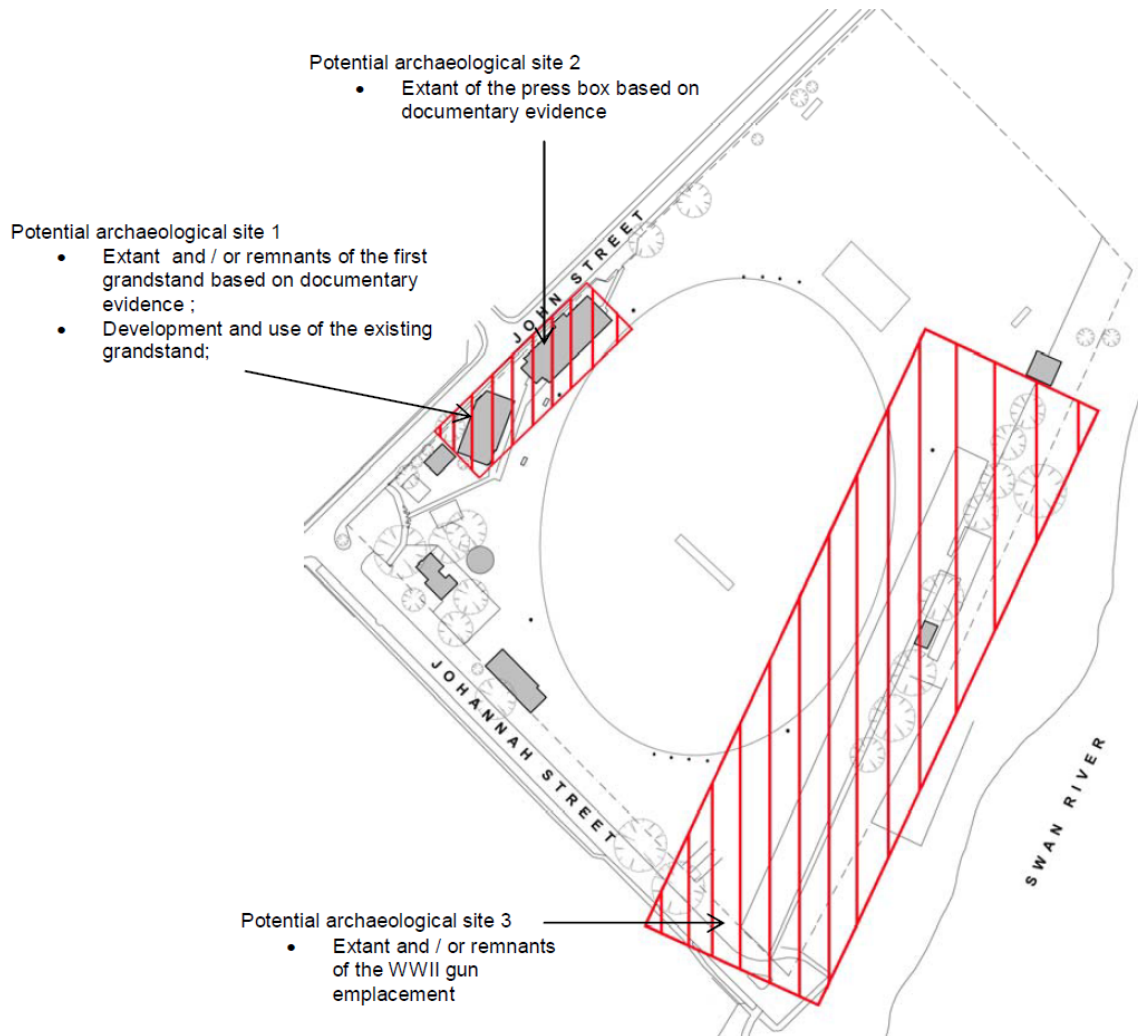 Potential archaeological site 2
• Extant of the press box based on
documentary evidence
Potential archaeological site 1
• Extant and / or remnants of the first
grandstand based on documentary
evidence ;
• Development and use of the existing
grandstand;
JOHN STREET
JOHANNAH STREET
SWAN RIVER
Potential archaeological site 3
• Extant and / or remnants
of the WWII gun
emplacement